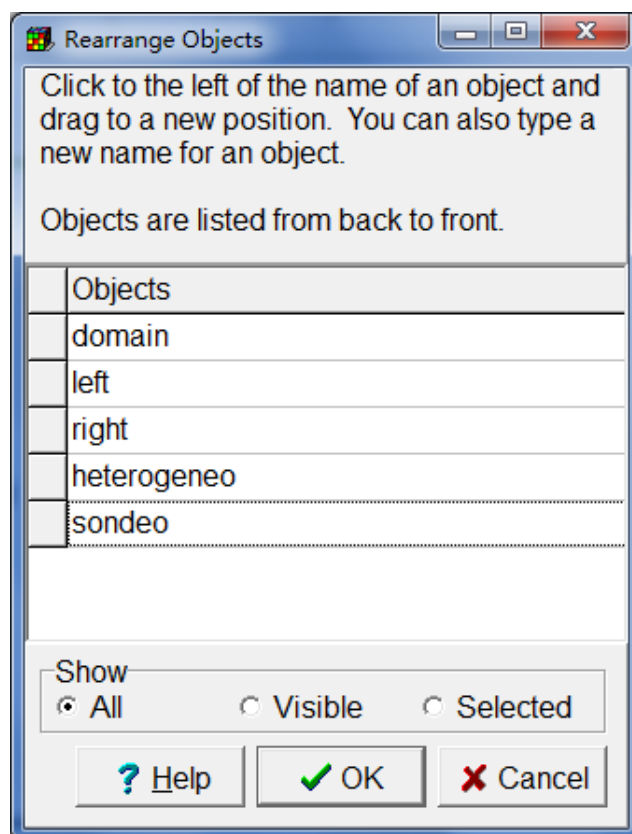 Rearrange Objects
Click to the left of the name of an object and
drag to a new position. You can also type a
new name for an object.
Objects are listed from back to front.
Objects
domain
left
right
heterogeneo
sondeo
Show
All Visible Selected
? Help OK Cancel